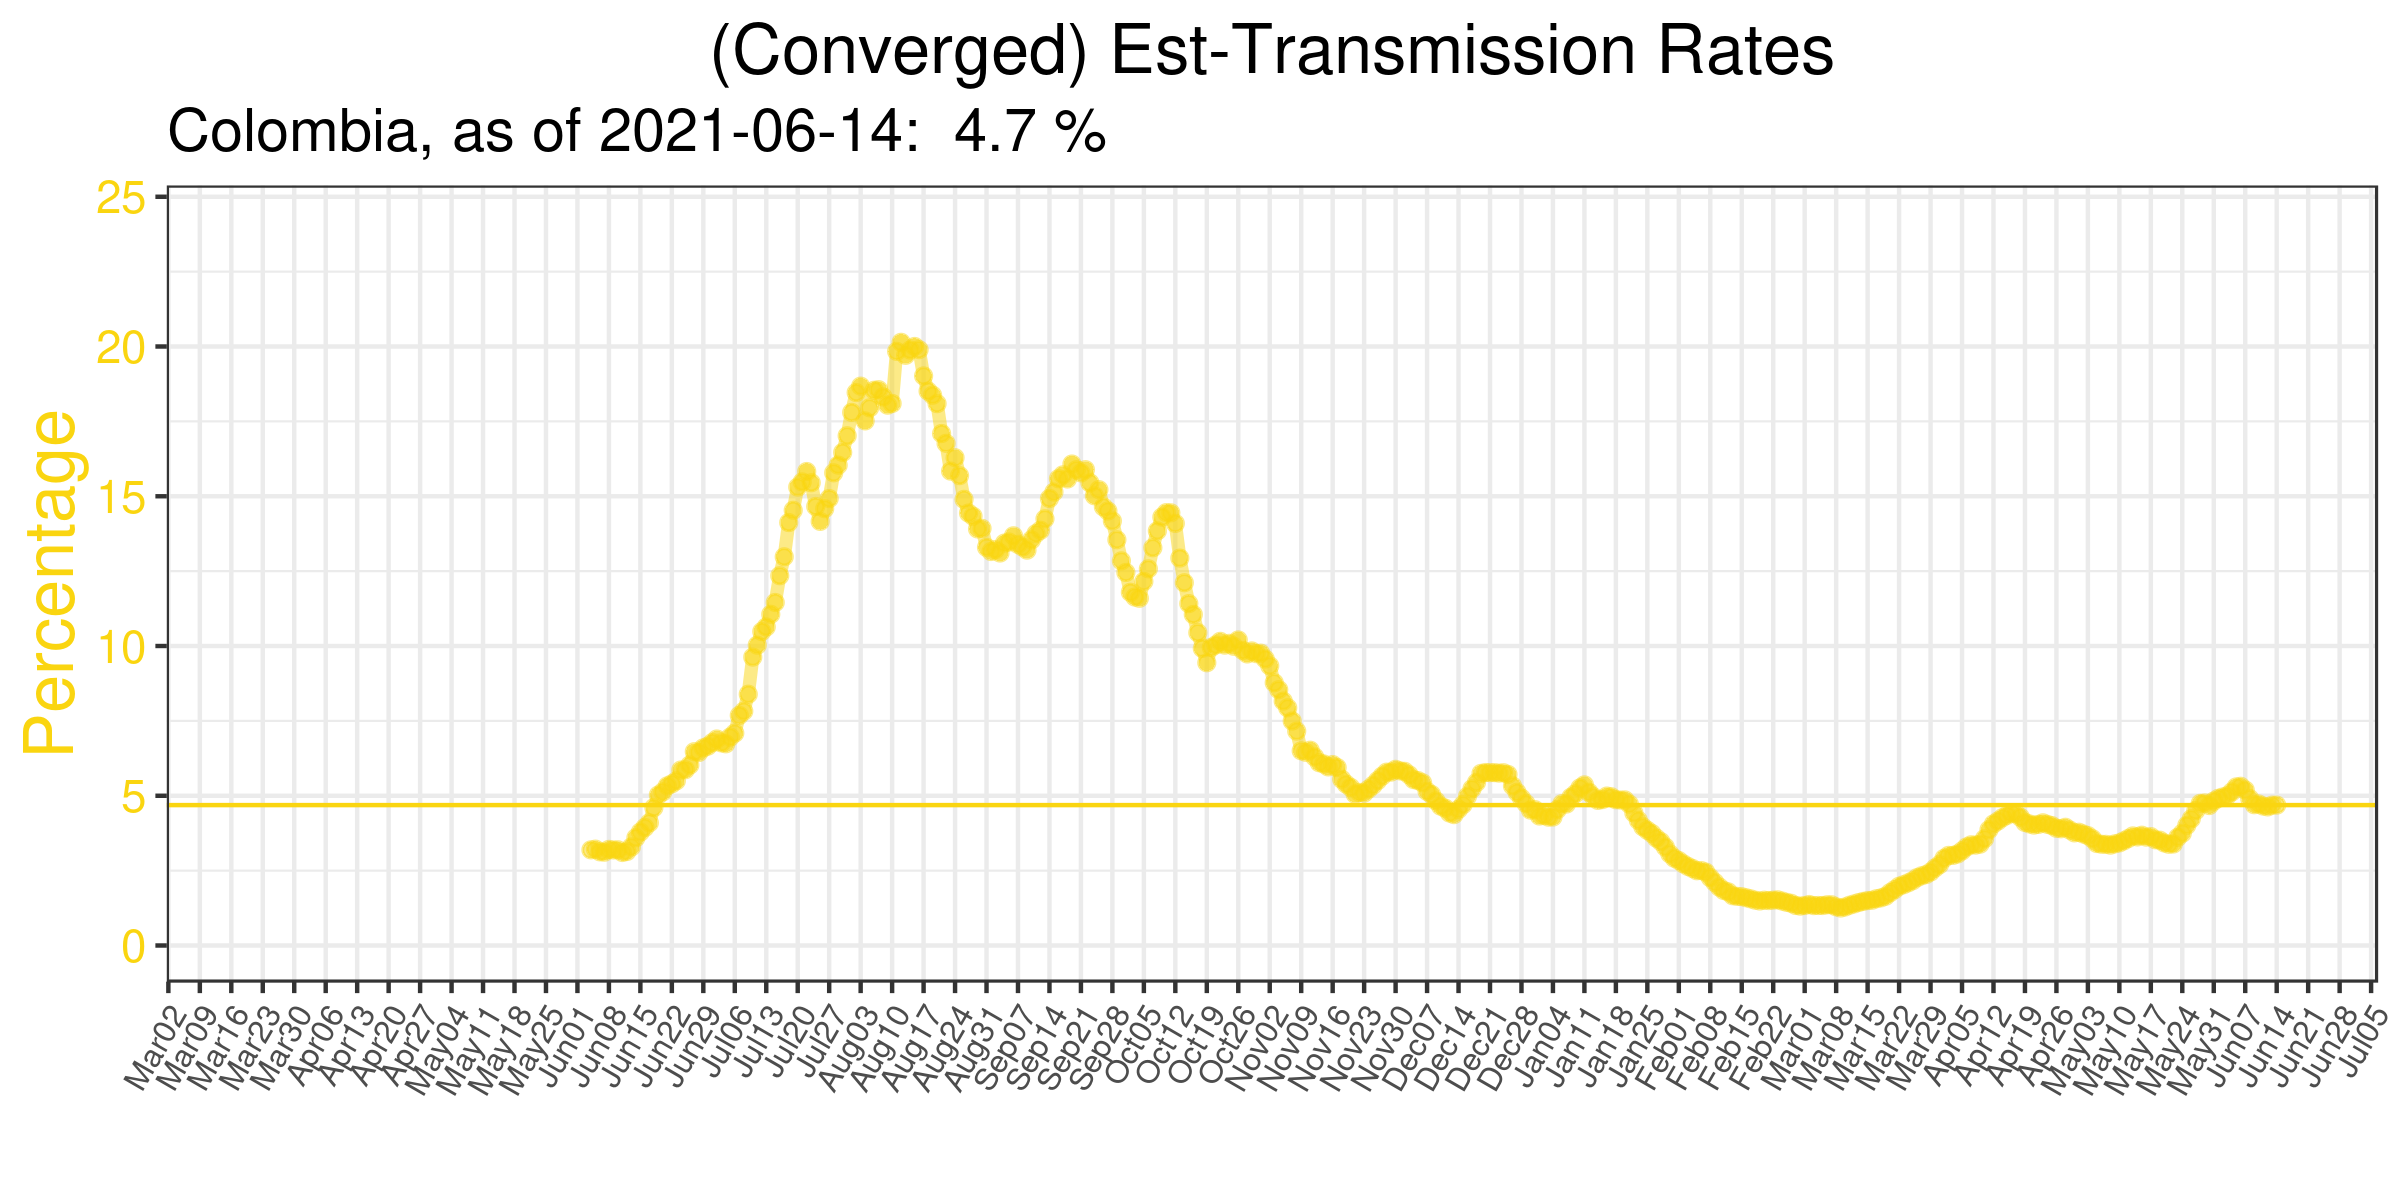 (Converged) Est-Transmission Rates
Colombia, as of 2021-06-14:  4.7 %
Percentage
25
20
15
10
5
0
Mar02
Mar09
Mar16
Mar23
Mar30
Apr06
Apr13
Apr20
Apr27
May04
May11
May18
May25
Jun01
Jun08
Jun15
Jun22
Jun29
Jul06
Jul13
Jul20
Jul27
Aug03
Aug10
Aug17
Aug24
Aug31
Sep07
Sep14
Sep21
Sep28
Oct05
Oct12
Oct19
Oct26
Nov02
Nov09
Nov16
Nov23
Nov30
Dec07
Dec14
Dec21
Dec28
Jan04
Jan11
Jan18
Jan25
Feb01
Feb08
Feb15
Feb22
Mar01
Mar08
Mar15
Mar22
Mar29
Apr05
Apr12
Apr19
Apr26
May03
May10
May17
May24
May31
Jun07
Jun14
Jun21
Jun28
Jul05